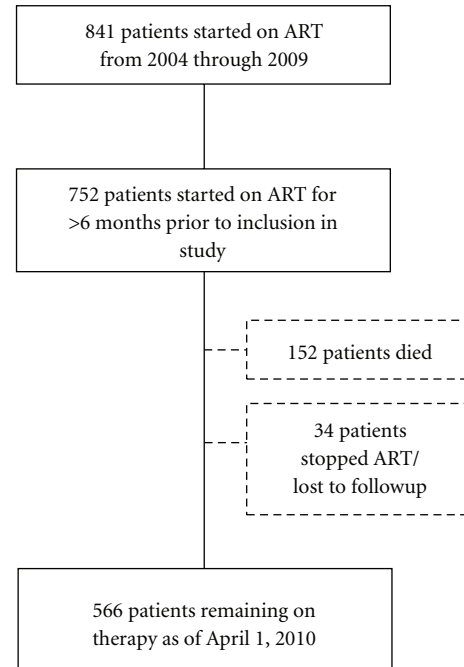 841 patients started on ART
from 2004 through 2009
752 patients started on ART for
>6 months prior to inclusion in
study
152 patients died
34 patients
stopped ART/
lost to followup
566 patients remaining on
therapy as of April 1, 2010